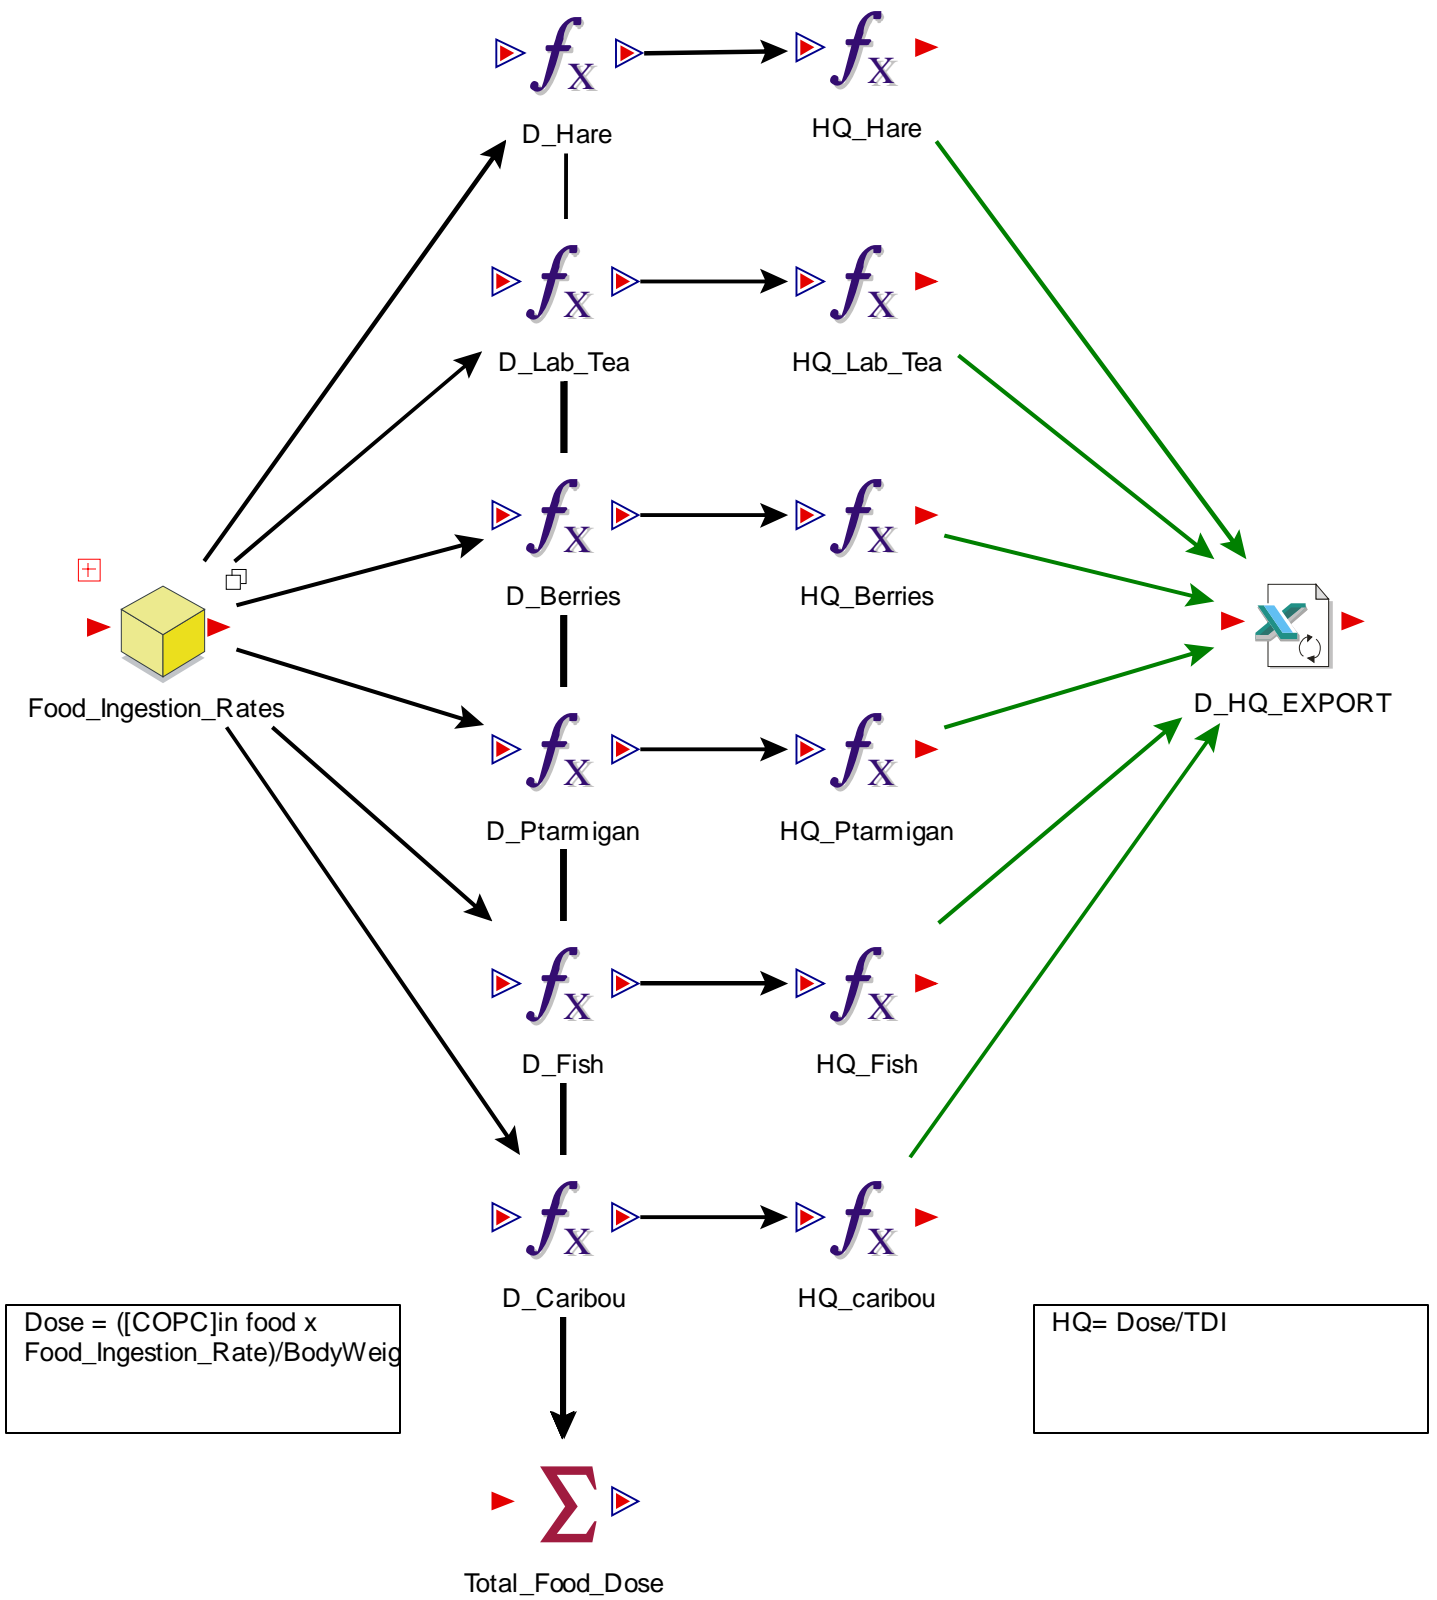 D_Hare
HQ_Hare
D_Lab_Tea
HQ_Lab_Tea
D_Berries
HQ_Berries
Food_Ingestion_Rates
D_HQ_EXPORT
D_Ptarmigan
HQ_Ptarmigan
D_Fish
HQ_Fish
D_Caribou
HQ_caribou
Dose = ([COPC]in food x
Food_Ingestion_Rate)/BodyWeig
HQ= Dose/TDI
Total_Food_Dose